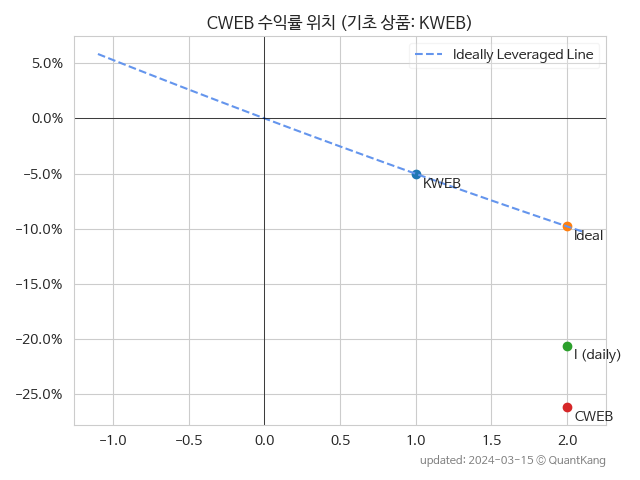 CWEB 수익률 위치 (기초 상품: KWEB)
Ideally Leveraged Line
5.0%
0.0%
−5.0%
−10.0%
−15.0%
−20.0%
−25.0%
KWEB
Ideal
I (daily)
CWEB
−1.0
−0.5
0.0
0.5
1.0
1.5
2.0
updated: 2024-03-15 © QuantKang